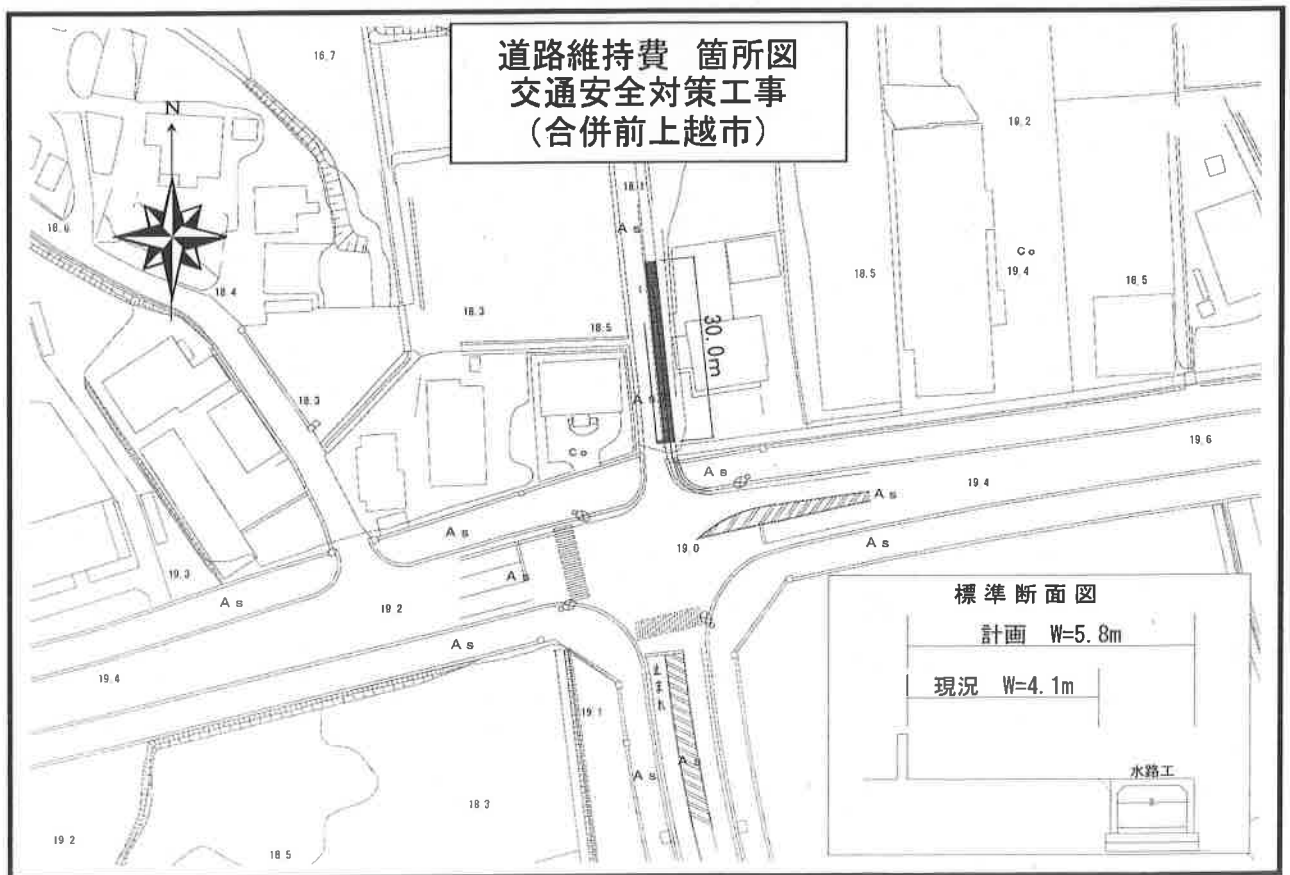 道路維持費 箇所図
交通安全対策工事
(合併前上越市)
16.7
N
19.2
18.1
As
18.6
Co
18.5
19.4
18.5
18.4
18.3
18.5
30.0m
As
18.3
Co
As
19.6
19.4
As
As
19.0
As
As
19.3
As
19.2
As
19.4
止まれ
19.1
As
As
18.3
19.2
18.5
標準断面図
計画 W=5.8m
現況 W=4.1m
水路工